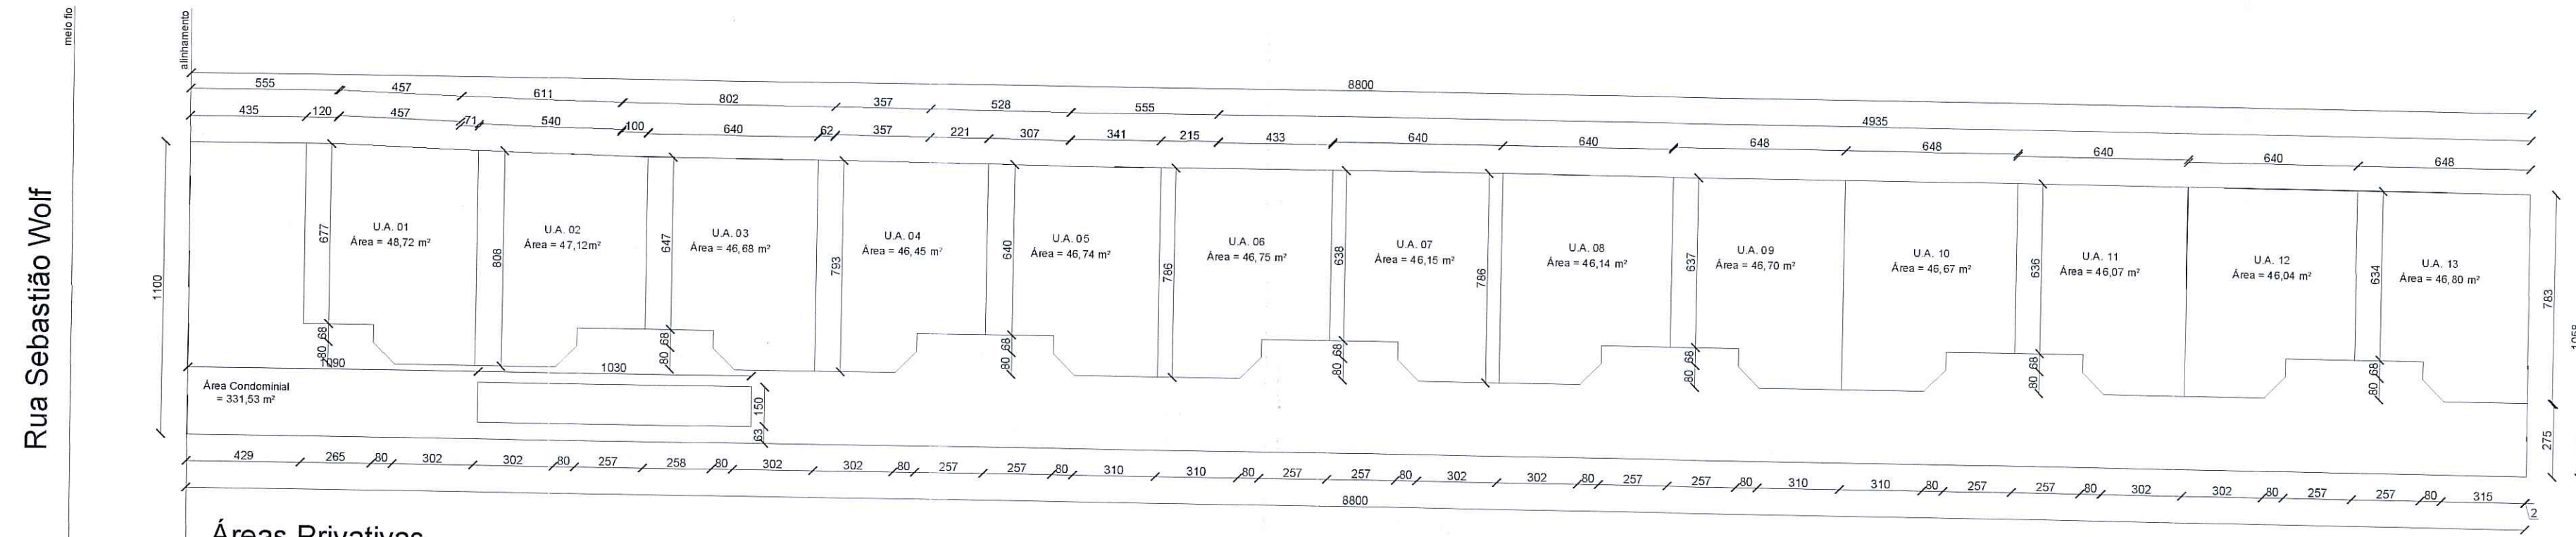 meio fio
alinhamento
Rua Sebastião Wolf
8800
555 457 611 802 357 528 555 4935
435 120 457 71 540 100 640 62 357 221 307 341 215 433 640 640 648 648 640 640 648
1100
677
U.A. 01
Área = 48,72 m²
808
U.A. 02
Área = 47,12m²
647
U.A. 03
Área = 46,68 m²
793
U.A. 04
Área = 46,45 m²
640
U.A. 05
Área = 46,74 m²
786
U.A. 06
Área = 46,75 m²
638
U.A. 07
Área = 46,15 m²
786
U.A. 08
Área = 46,14 m²
637
U.A. 09
Área = 46,70 m²
U.A. 10
Área = 46,67 m²
636
U.A. 11
Área = 46,07 m²
U.A. 12
Área = 46,04 m²
634
U.A. 13
Área = 46,80 m²
783
68 68 68 68 68 68 68
80 80 80 80 80 80 80
1090 1030
Área Condominial
= 331,53 m²
150
63
275
429 265 80 302 302 80 257 258 80 302 302 80 257 257 80 310 310 80 257 257 80 302 302 80 257 257 80 310 310 80 257 257 80 302 302 80 257 257 80 315
2
8800
Áreas Privativas